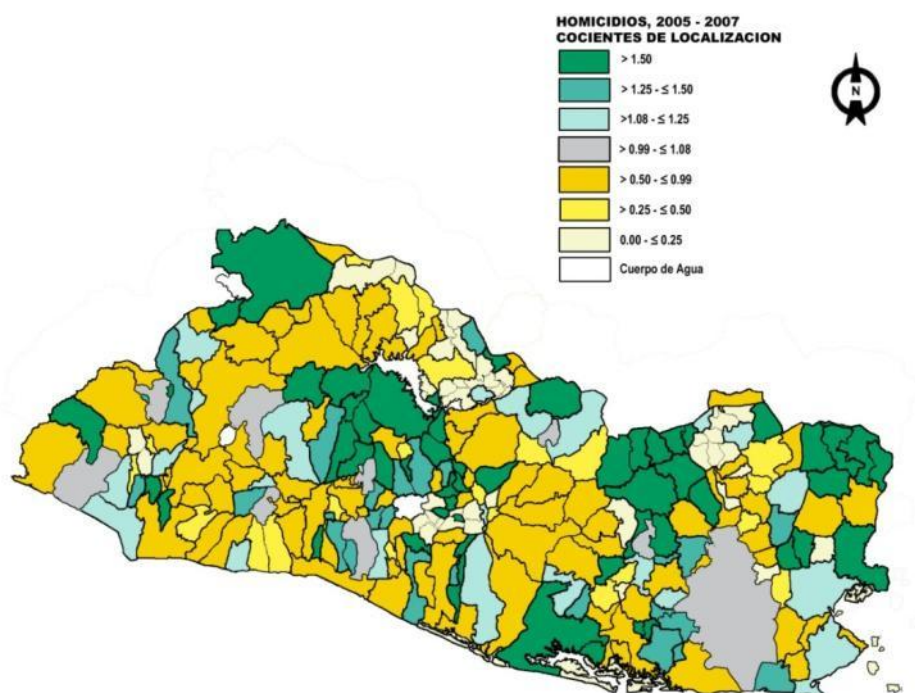 HOMICIDIOS, 2005 - 2007
COCIENTES DE LOCALIZACION
> 1.50
> 1.25 - ≤ 1.50
>1.08 - ≤ 1.25
> 0.99 - ≤ 1.08
> 0.50 - ≤ 0.99
> 0.25 - ≤ 0.50
0.00 - ≤ 0.25
Cuerpo de Agua
N